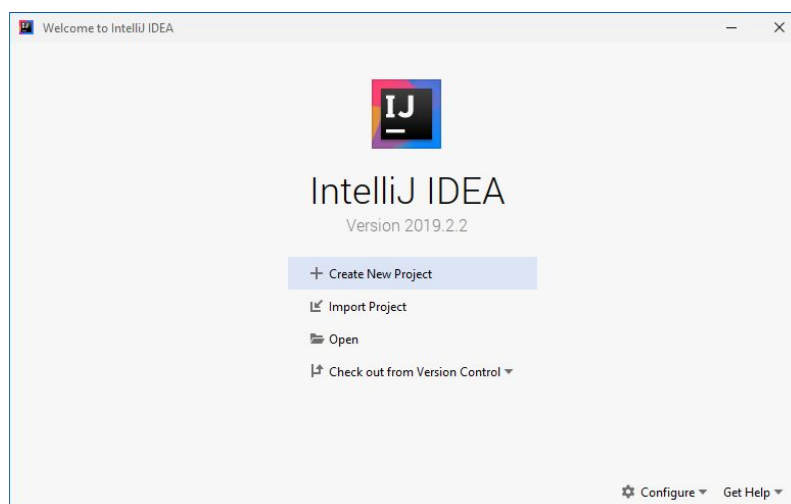 Welcome to IntelliJ IDEA
IJ
IntelliJ IDEA
Version 2019.2.2
Create New Project
Import Project
Open
Check out from Version Control
Configure Get Help